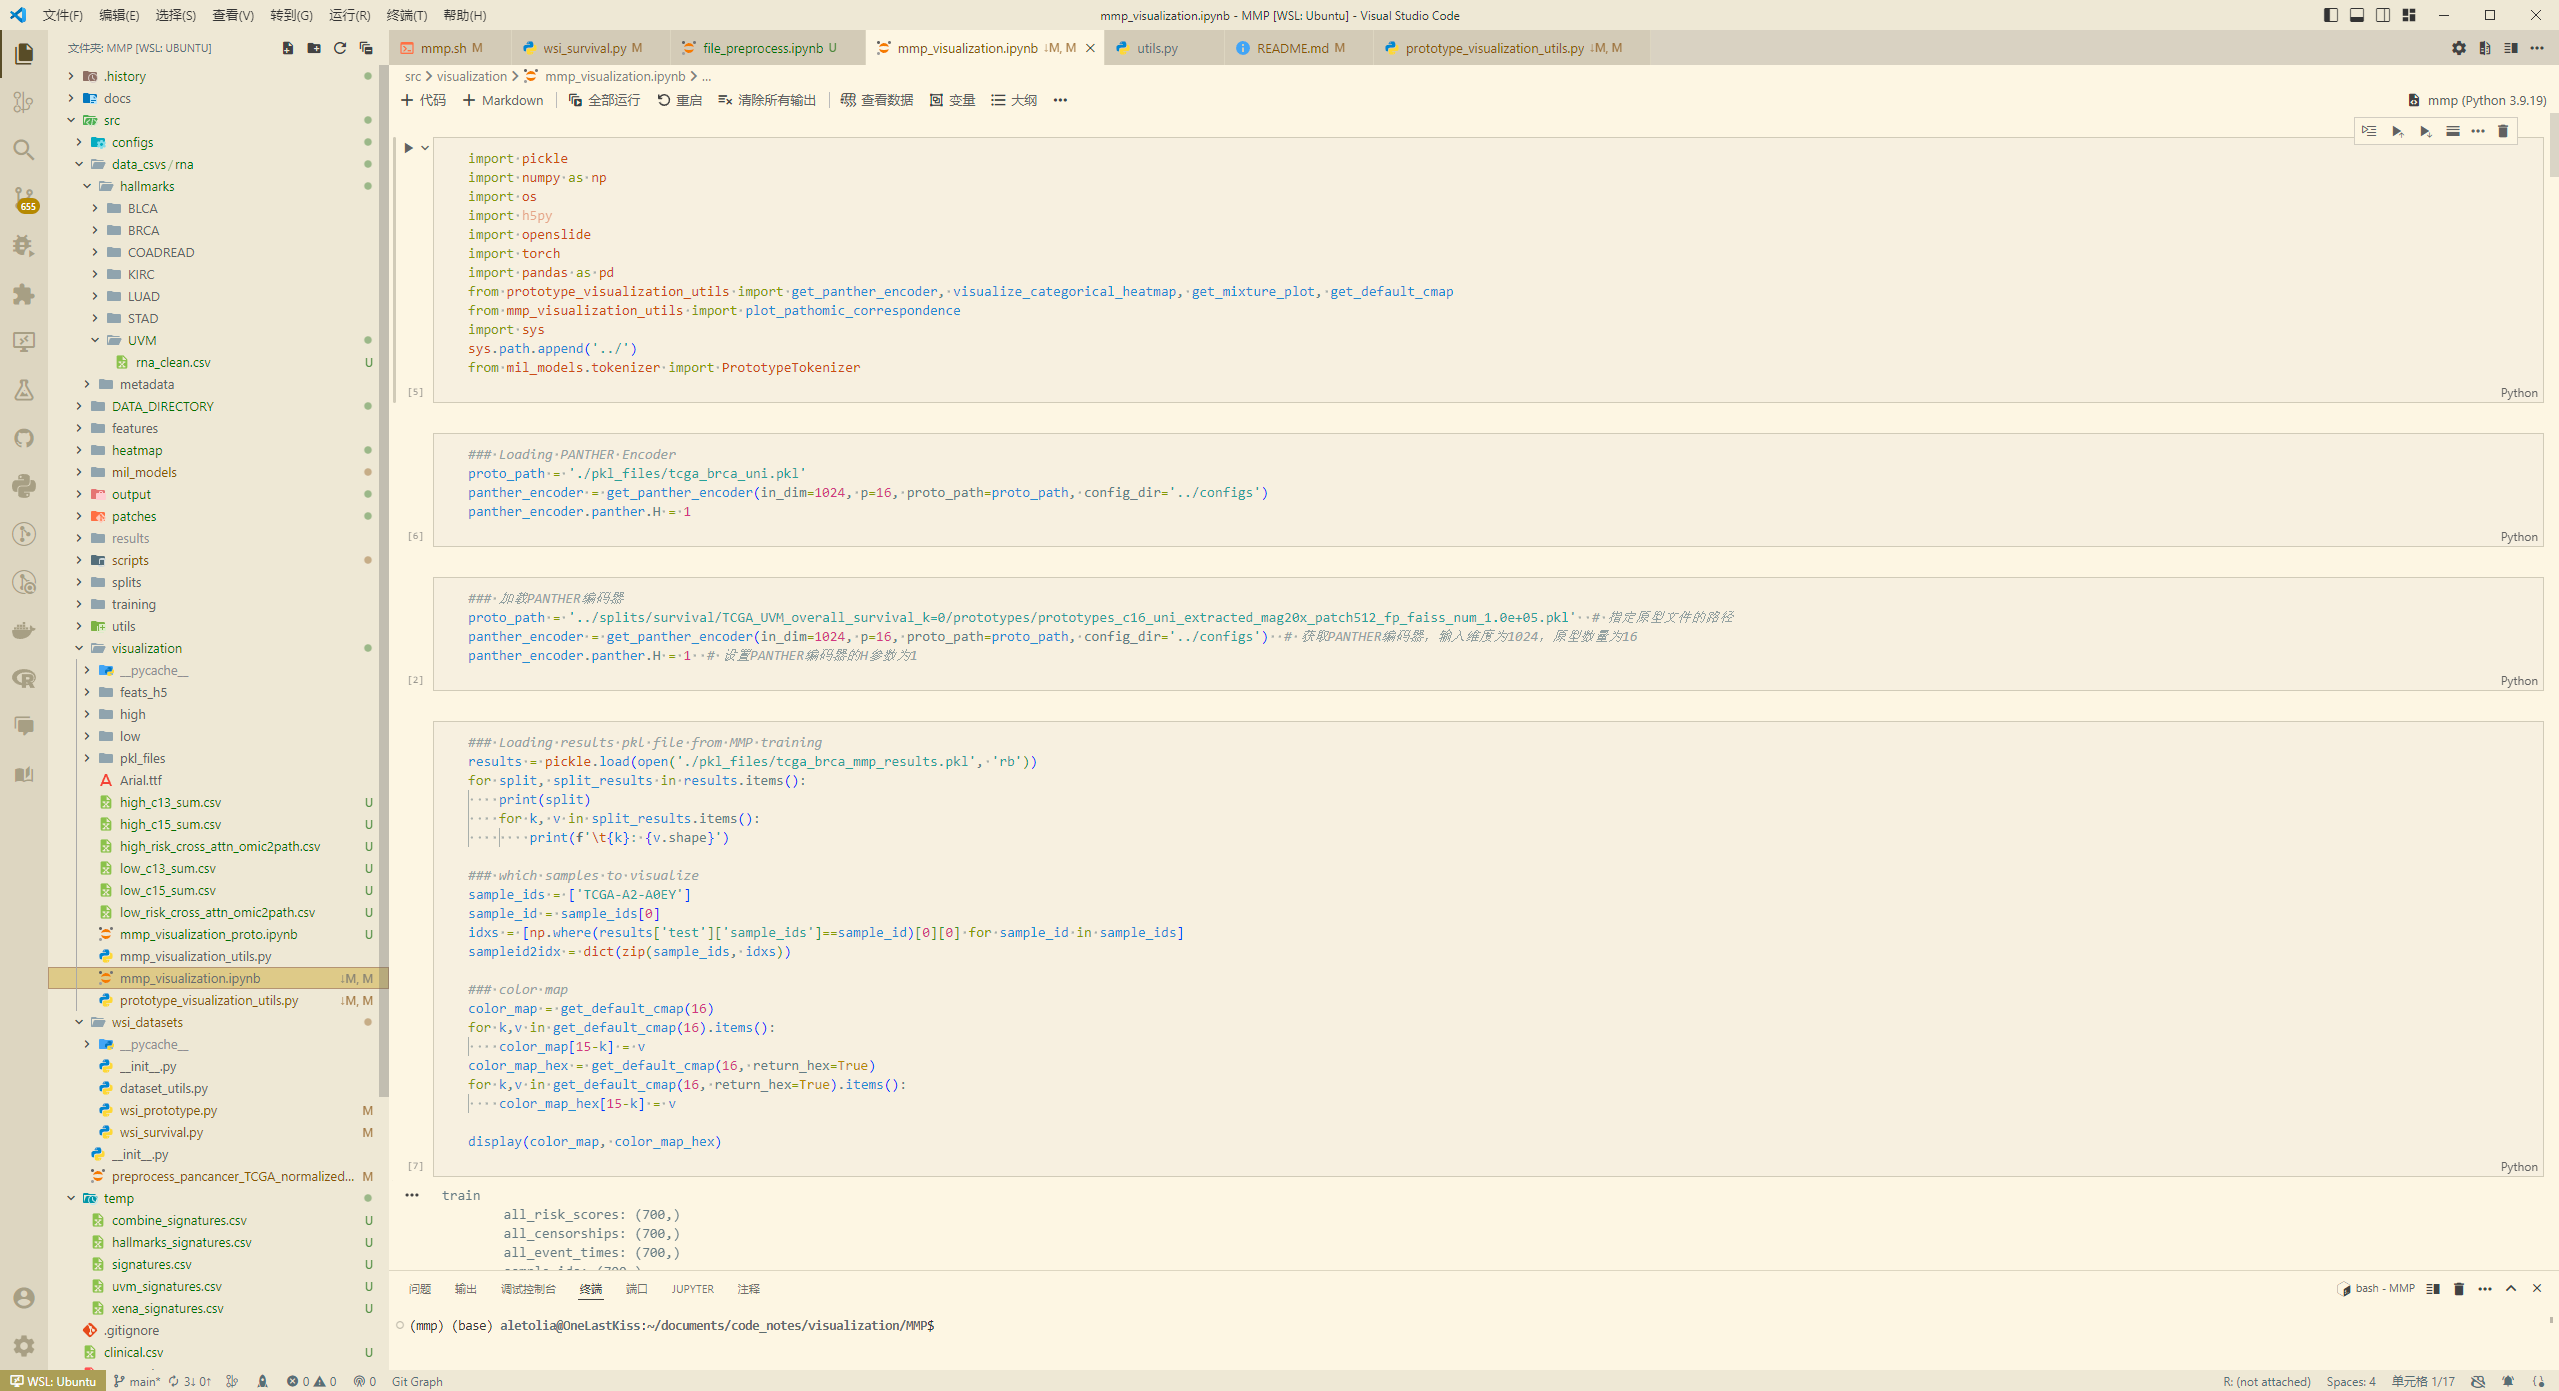 文件(F) 编辑(E) 选择(S) 查看(V) 转到(G) 运行(R) 终端(T) 帮助(H)
mmp_visualization.ipynb - MMP [WSL: Ubuntu] - Visual Studio Code
文件夹: MMP [WSL: UBUNTU]
.history
docs
src
configs
data_csvs / rna
hallmarks
BLCA
BRCA
COADREAD
KIRC
LUAD
STAD
UVM
rna_clean.csv U
metadata
DATA_DIRECTORY
features
heatmap
mil_models
output
patches
results
scripts
splits
training
utils
visualization
__pycache__
feats_h5
high
low
pkl_files
Arial.ttf
high_c13_sum.csv U
high_c15_sum.csv U
high_risk_cross_attn_omic2path.csv U
low_c13_sum.csv U
low_c15_sum.csv U
low_risk_cross_attn_omic2path.csv U
mmp_visualization_proto.ipynb U
mmp_visualization_utils.py
mmp_visualization.ipynb ↓M, M
prototype_visualization_utils.py ↓M, M
wsi_datasets
__pycache__
__init__.py
dataset_utils.py
wsi_prototype.py M
wsi_survival.py M
__init__.py
preprocess_pancancer_TCGA_normalized... M
temp
combine_signatures.csv U
hallmarks_signatures.csv U
signatures.csv U
uvm_signatures.csv U
xena_signatures.csv U
.gitignore
clinical.csv U
655
mmp.sh M wsi_survival.py M file_preprocess.ipynb U mmp_visualization.ipynb ↓M, M utils.py README.md M prototype_visualization_utils.py ↓M, M
src > visualization > mmp_visualization.ipynb > ...
代码 Markdown 全部运行 重启 清除所有输出 查看数据 变量 大纲 mmp (Python 3.9.19)
import pickle
import numpy as np
import os
import h5py
import openslide
import torch
import pandas as pd
from prototype_visualization_utils import get_panther_encoder, visualize_categorical_heatmap, get_mixture_plot, get_default_cmap
from mmp_visualization_utils import plot_pathomic_correspondence
import sys
sys.path.append('../')
from mil_models.tokenizer import PrototypeTokenizer
[5] Python
### Loading PANTHER Encoder
proto_path = './pkl_files/tcga_brca_uni.pkl'
panther_encoder = get_panther_encoder(in_dim=1024, p=16, proto_path=proto_path, config_dir='../configs')
panther_encoder.panther.H = 1
[6] Python
### 加载PANTHER编码器
proto_path = '../splits/survival/TCGA_UVM_overall_survival_k=0/prototypes/prototypes_c16_uni_extracted_mag20x_patch512_fp_faiss_num_1.0e+05.pkl'  # 指定原型文件的路径
panther_encoder = get_panther_encoder(in_dim=1024, p=16, proto_path=proto_path, config_dir='../configs')  # 获取PANTHER编码器，输入维度为1024，原型数量为16
panther_encoder.panther.H = 1  # 设置PANTHER编码器的H参数为1
[2] Python
### Loading results pkl file from MMP training
results = pickle.load(open('./pkl_files/tcga_brca_mmp_results.pkl', 'rb'))
for split, split_results in results.items():
    print(split)
    for k, v in split_results.items():
        print(f'\t{k}: {v.shape}')
### which samples to visualize
sample_ids = ['TCGA-A2-A0EY']
sample_id = sample_ids[0]
idxs = [np.where(results['test']['sample_ids']==sample_id)[0][0] for sample_id in sample_ids]
sampleid2idx = dict(zip(sample_ids, idxs))
### color map
color_map = get_default_cmap(16)
for k,v in get_default_cmap(16).items():
    color_map[15-k] = v
color_map_hex = get_default_cmap(16, return_hex=True)
for k,v in get_default_cmap(16, return_hex=True).items():
    color_map_hex[15-k] = v
display(color_map, color_map_hex)
[7] Python
train
all_risk_scores: (700,)
all_censorships: (700,)
all_event_times: (700,)
问题 输出 调试控制台 终端 端口 JUPYTER 注释 bash - MMP
(mmp) (base) aletolia@OneLastKiss:~/documents/code_notes/visualization/MMP$
WSL: Ubuntu main* 3↓ 0↑ 0 0 0 Git Graph R: (not attached) Spaces: 4 单元格 1/17